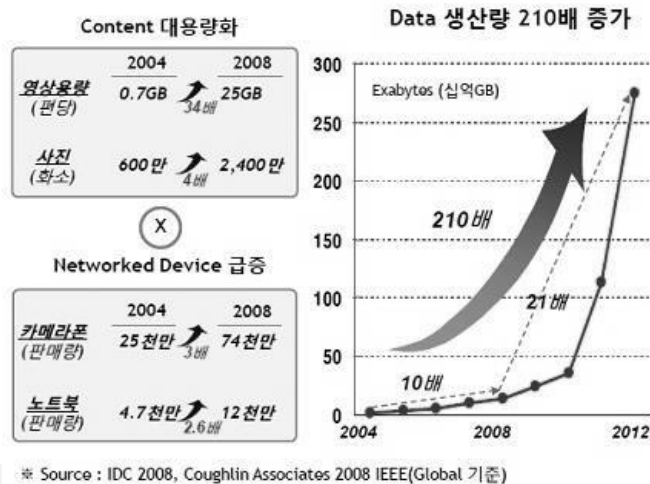 Content 대용량화
2004 2008
영상용량 0.7GB 25GB
(편당) 34배
사진 600만 2,400만
(화소) 4배
X
Networked Device 급증
2004 2008
카메라폰 25천만 74천만
(판매량) 3배
노트북 4.7천만 12천만
(판매량) 2.6배
Data 생산량 210배 증가
300
Exabytes (십억GB)
250
200
210배
150
100
21배
50
10배
0
2004 2008 2012
※ Source : IDC 2008, Coughlin Associates 2008 IEEE(Global 기준)